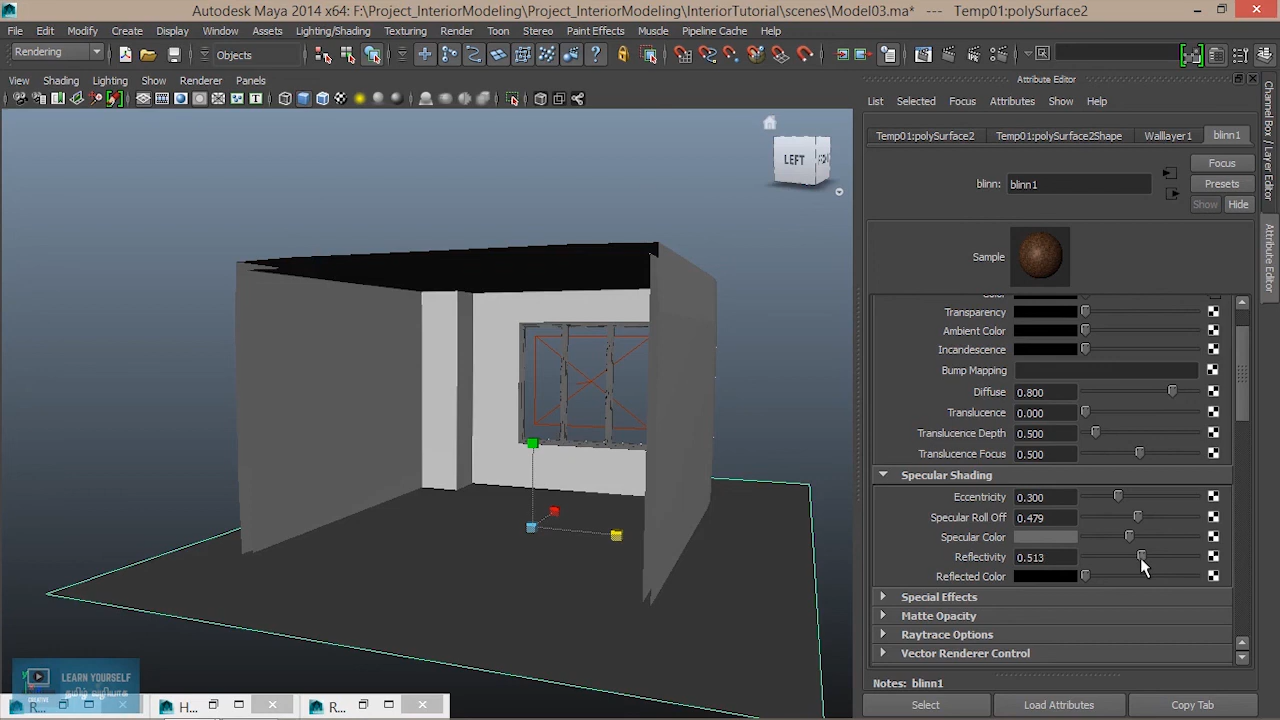 Autodesk Maya 2014 x64: F:\Project_InteriorModeling\Project_InteriorModeling\InteriorTutorial\scenes\Model03.ma* --- Temp01:polySurface2
File Edit Modify Create Display Window Assets Lighting/Shading Texturing Render Toon Stereo Paint Effects Muscle Pipeline Cache Help
Rendering
Objects
View Shading Lighting Show Renderer Panels
LEFT
Attribute Editor
List Selected Focus Attributes Show Help
Temp01:polySurface2 Temp01:polySurface2Shape Walllayer1 blinn1
Focus
blinn: blinn1
Presets
Show Hide
Sample
Transparency
Ambient Color
Incandescence
Bump Mapping
Diffuse 0.800
Translucence 0.000
Translucence Depth 0.500
Translucence Focus 0.500
Specular Shading
Eccentricity 0.300
Specular Roll Off 0.479
Specular Color
Reflectivity 0.513
Reflected Color
Special Effects
Matte Opacity
Raytrace Options
Vector Renderer Control
Notes: blinn1
Select Load Attributes Copy Tab
Channel Box / Layer Editor
Attribute Editor
LEARN YOURSELF
தமிழ் வழியாக
CREATIVE
R... H... R...